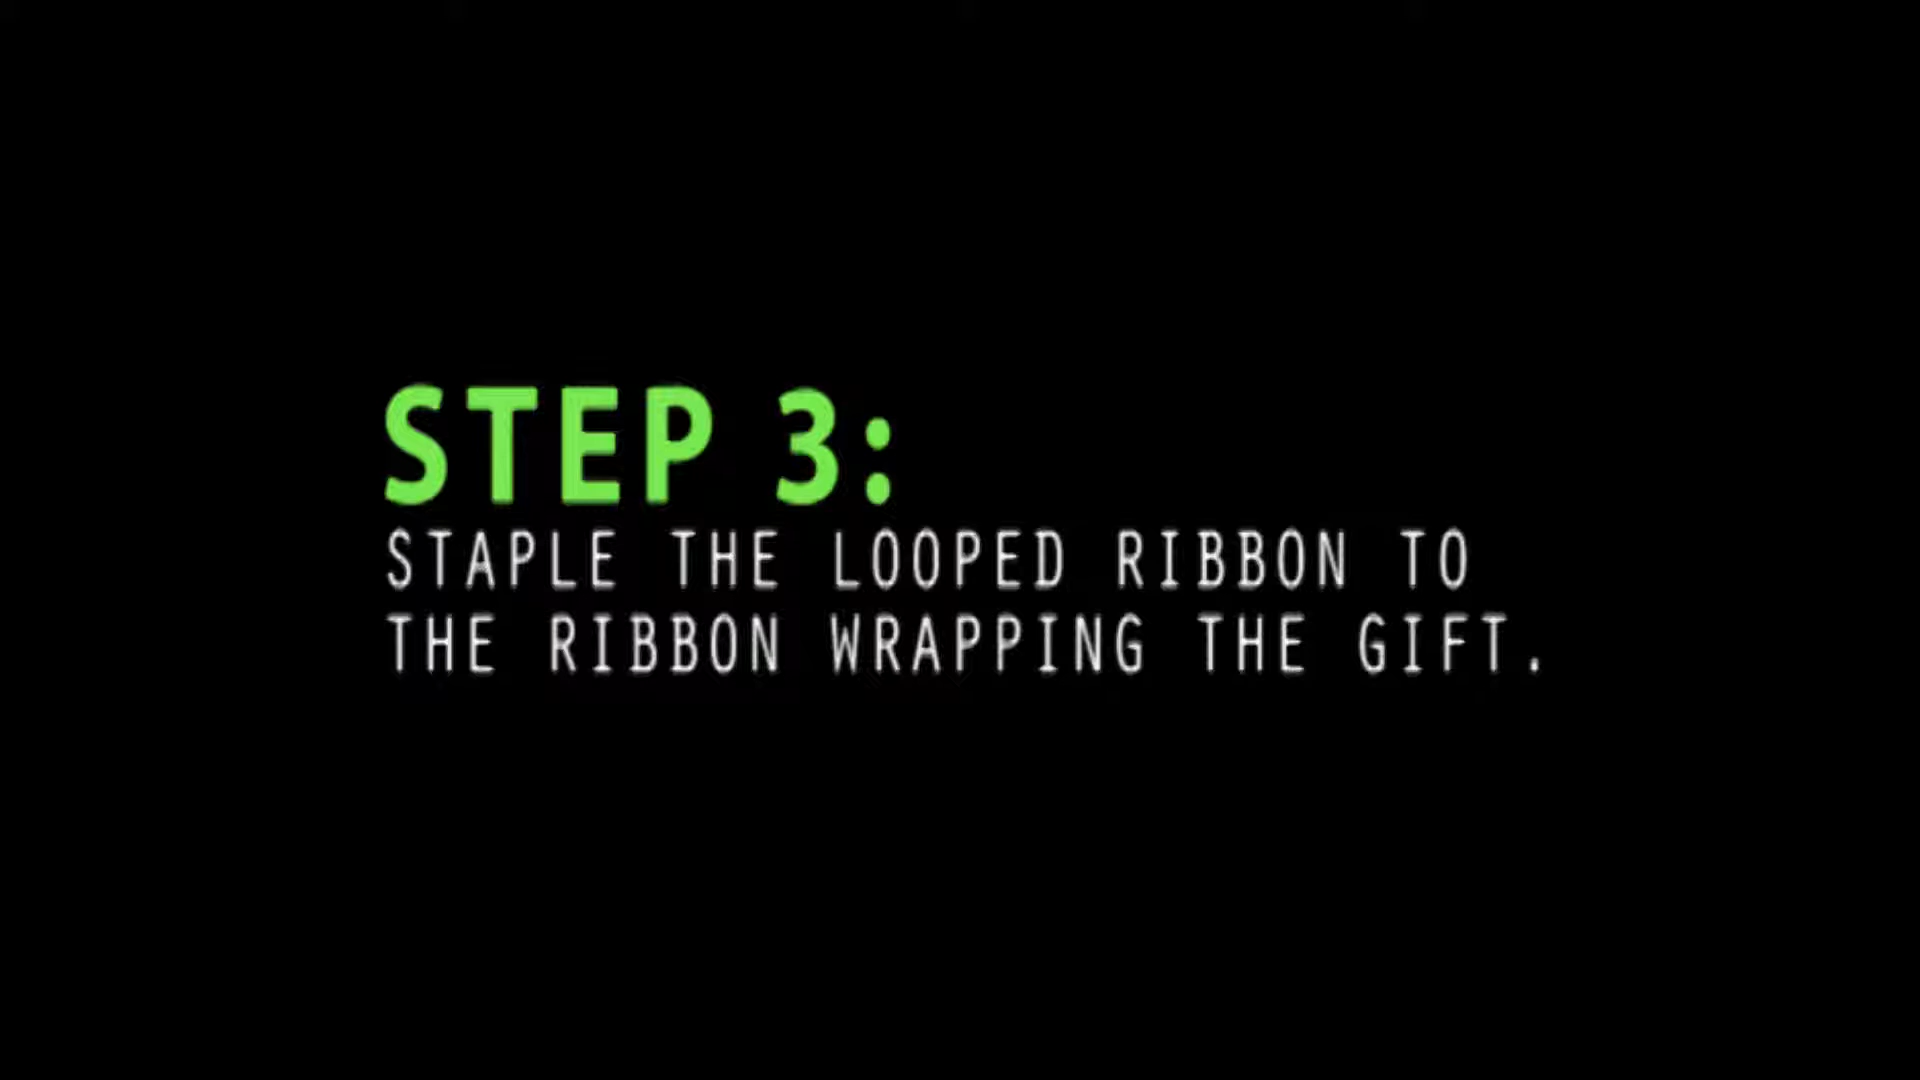 STEP 3:
STAPLE THE LOOPED RIBBON TO
THE RIBBON WRAPPING THE GIFT.